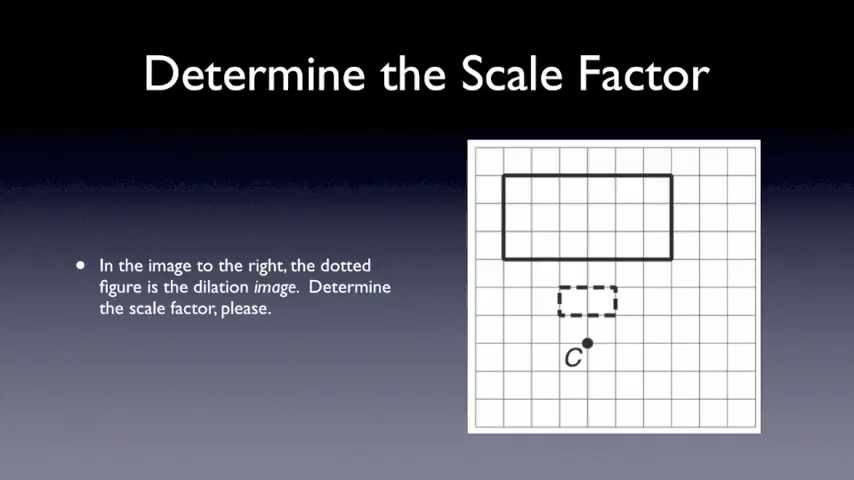 Determine the Scale Factor
• In the image to the right, the dotted
figure is the dilation image. Determine
the scale factor, please.
C